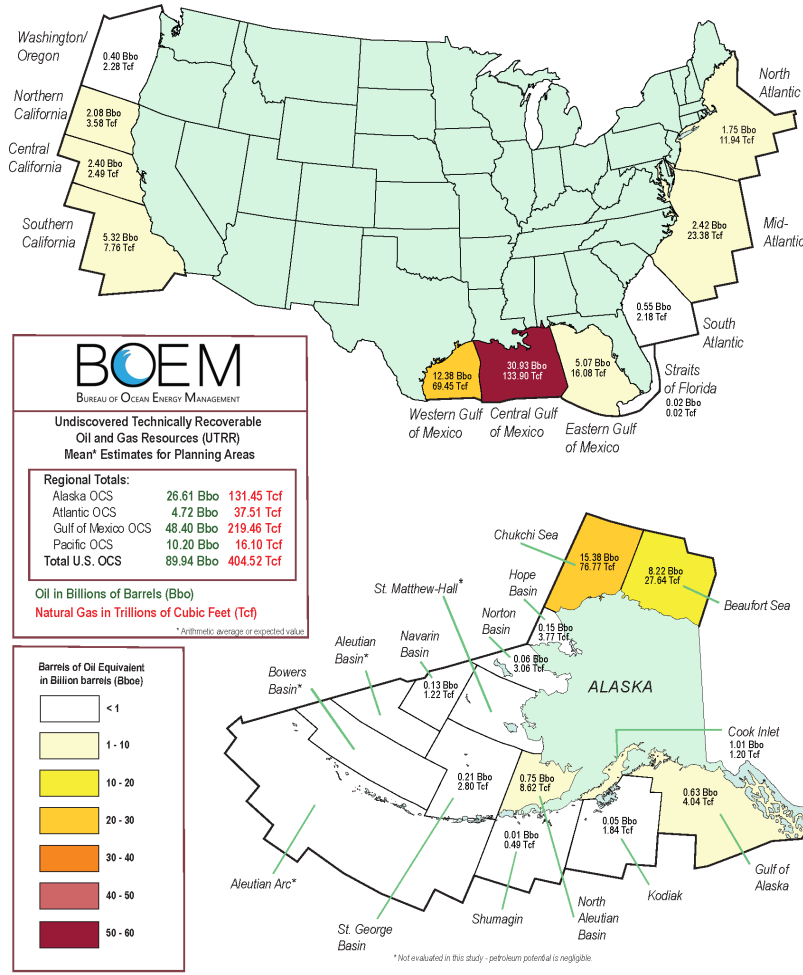 Washington/
Oregon
0.40 Bbo
2.28 Tcf
Northern
California
2.08 Bbo
3.58 Tcf
Central
California
2.40 Bbo
2.49 Tcf
Southern
California
5.32 Bbo
7.76 Tcf
North
Atlantic
1.75 Bbo
11.94 Tcf
2.42 Bbo
23.38 Tcf
Mid-
Atlantic
0.55 Bbo
2.18 Tcf
South
Atlantic
Straits
of Florida
0.02 Bbo
0.02 Tcf
12.38 Bbo
69.45 Tcf
30.93 Bbo
133.90 Tcf
5.07 Bbo
16.08 Tcf
Western Gulf
of Mexico
Central Gulf
of Mexico
Eastern Gulf
of Mexico
BOEM
BUREAU OF OCEAN ENERGY MANAGEMENT
Undiscovered Technically Recoverable
Oil and Gas Resources (UTRR)
Mean* Estimates for Planning Areas
Regional Totals:
Alaska OCS 26.61 Bbo 131.45 Tcf
Atlantic OCS 4.72 Bbo 37.51 Tcf
Gulf of Mexico OCS 48.40 Bbo 219.46 Tcf
Pacific OCS 10.20 Bbo 16.10 Tcf
Total U.S. OCS 89.94 Bbo 404.52 Tcf
Oil in Billions of Barrels (Bbo)
Natural Gas in Trillions of Cubic Feet (Tcf)
* Arithmetic average or expected value
Barrels of Oil Equivalent
in Billion barrels (Bboe)
< 1
1 - 10
10 - 20
20 - 30
30 - 40
40 - 50
50 - 60
Chukchi Sea
15.38 Bbo
76.77 Tcf
8.22 Bbo
27.64 Tcf
Beaufort Sea
Hope
Basin
0.15 Bbo
3.77 Tcf
St. Matthew-Hall*
Norton
Basin
0.06 Bbo
3.06 Tcf
Navarin
Basin
0.13 Bbo
1.22 Tcf
Aleutian
Basin*
Bowers
Basin*
ALASKA
Cook Inlet
1.01 Bbo
1.20 Tcf
0.21 Bbo
2.80 Tcf
0.75 Bbo
8.62 Tcf
0.63 Bbo
4.04 Tcf
0.01 Bbo
0.49 Tcf
0.05 Bbo
1.84 Tcf
Aleutian Arc*
St. George
Basin
Shumagin
North
Aleutian
Basin
Kodiak
Gulf of
Alaska
* Not evaluated in this study - petroleum potential is negligible.